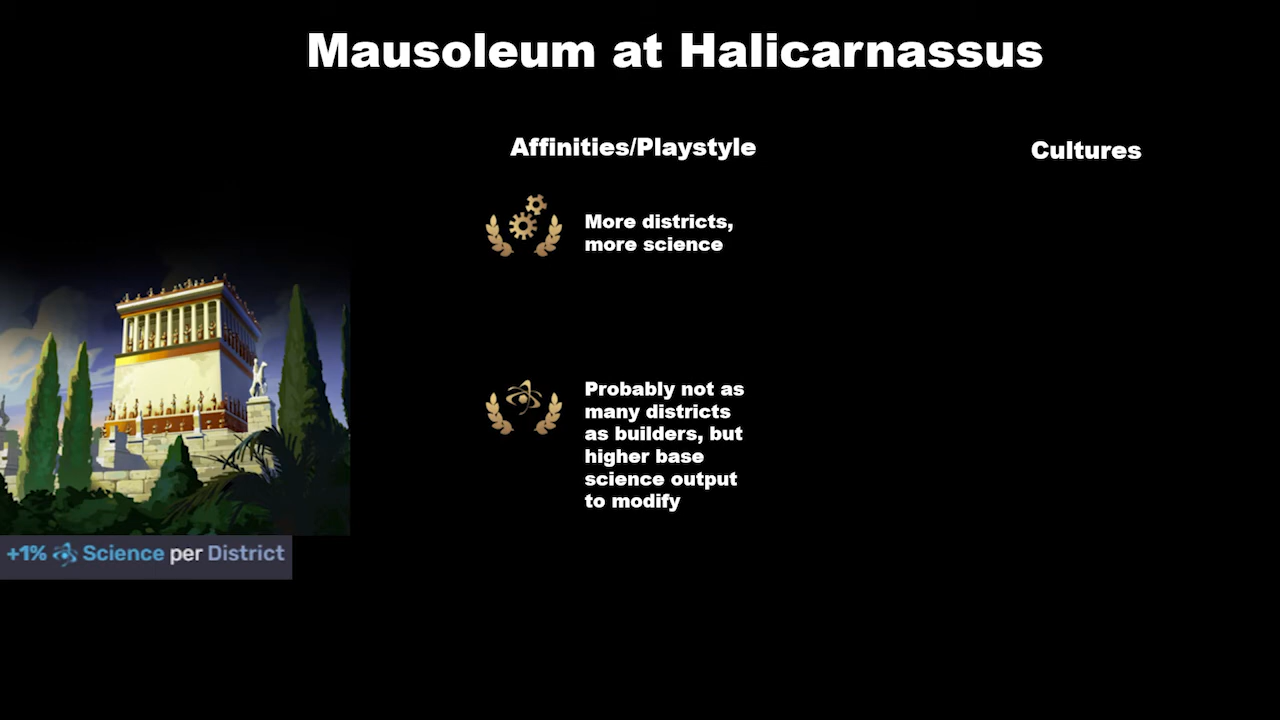 Mausoleum at Halicarnassus
Affinities/Playstyle
Cultures
More districts,
more science
Probably not as
many districts
as builders, but
higher base
science output
to modify
+1% Science per District